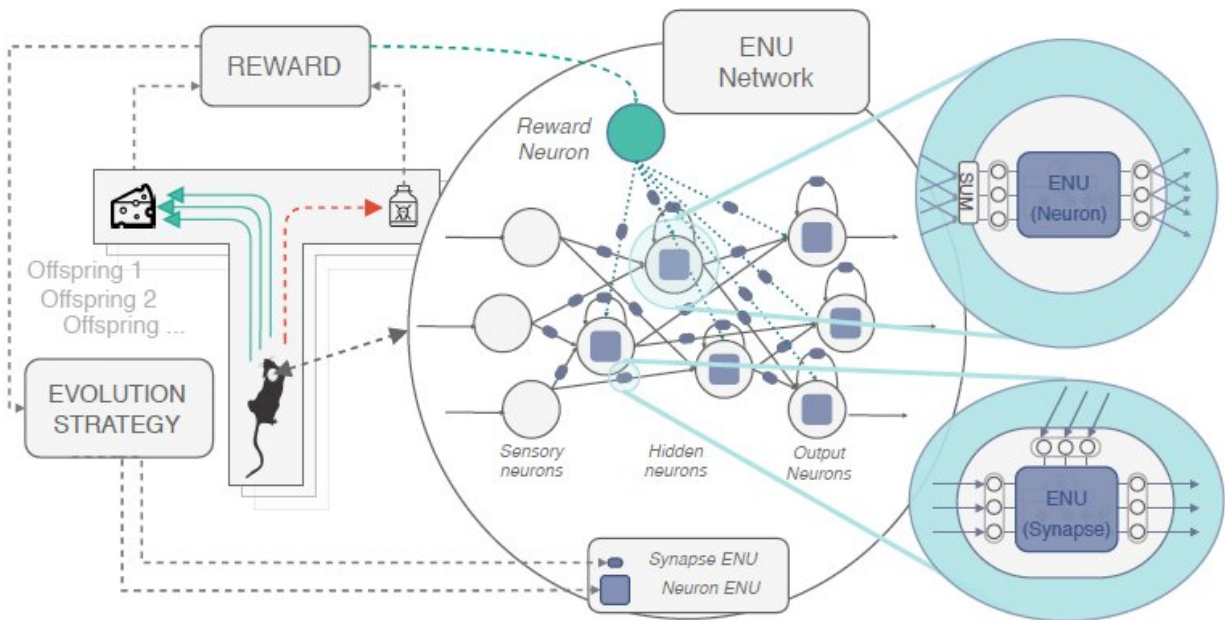 REWARD
ENU
Network
Reward
Neuron
SUM
ENU
(Neuron)
Offspring 1
Offspring 2
Offspring ...
EVOLUTION
STRATEGY
Sensory
neurons
Hidden
neurons
Output
Neurons
ENU
(Synapse)
Synapse ENU
Neuron ENU